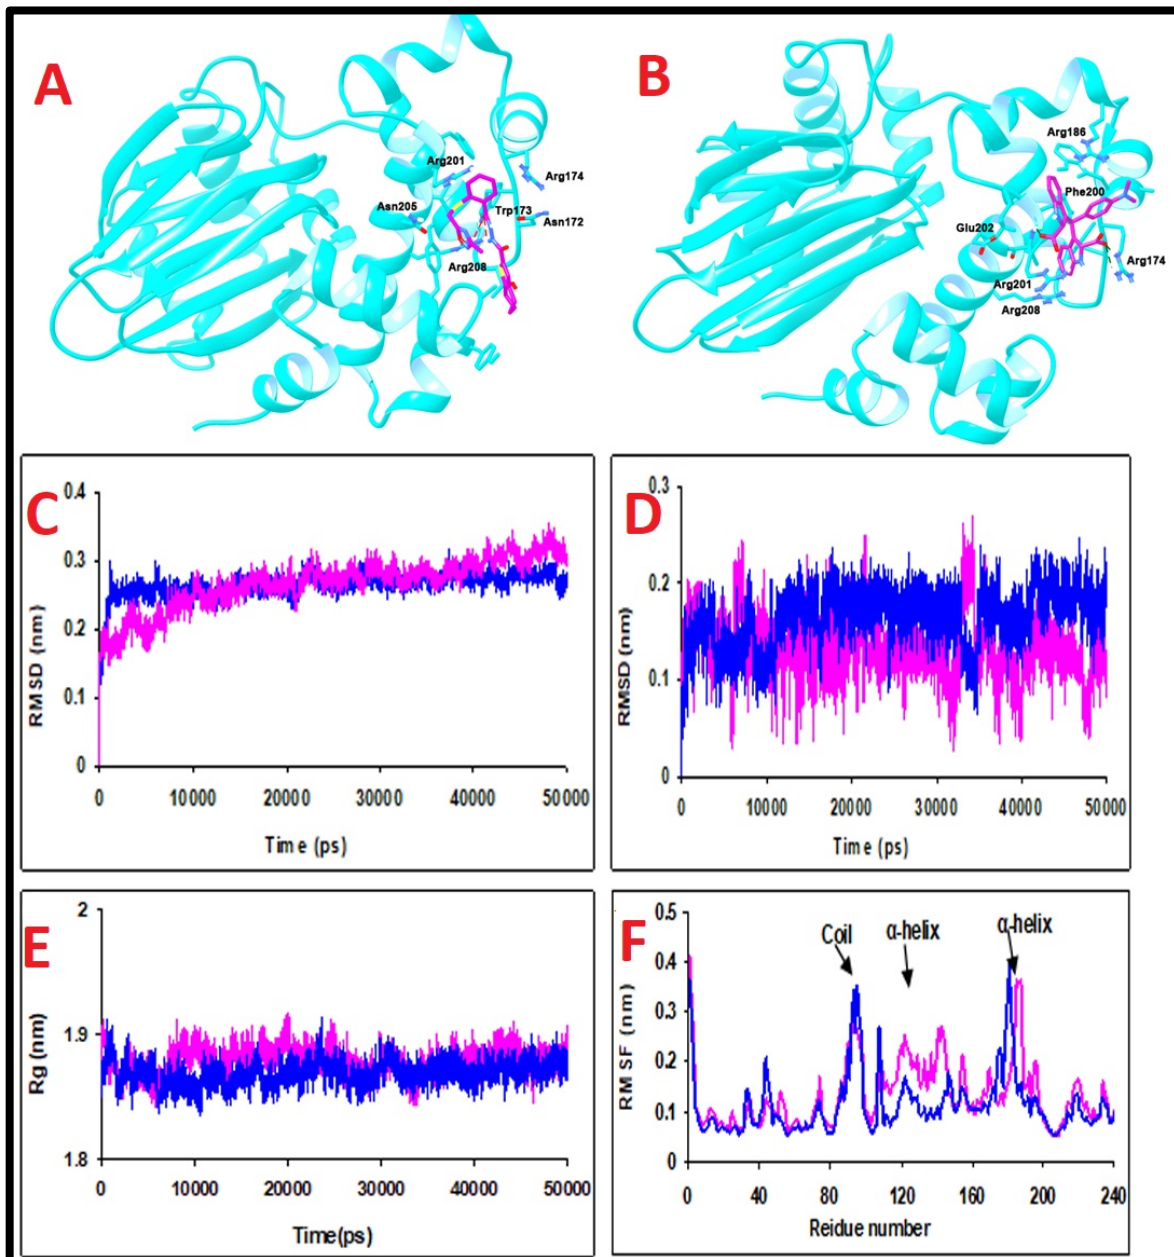 A
Arg201
Arg174
Asn205
Trp173
Asn172
Arg208
B
Arg186
Phe200
Glu202
Arg174
Arg201
Arg208
C
0.4
0.3
0.2
0.1
0
RMSD (nm)
0 10000 20000 30000 40000 50000
Time (ps)
D
0.3
0.2
0.1
0
RMSD (nm)
0 10000 20000 30000 40000 50000
Time (ps)
E
2
1.9
1.8
Rg (nm)
0 10000 20000 30000 40000 50000
Time(ps)
F
0.5
0.4
0.3
0.2
0.1
0
RM SF (nm)
Coil
α-helix
α-helix
0 40 80 120 160 200 240
Reidue number